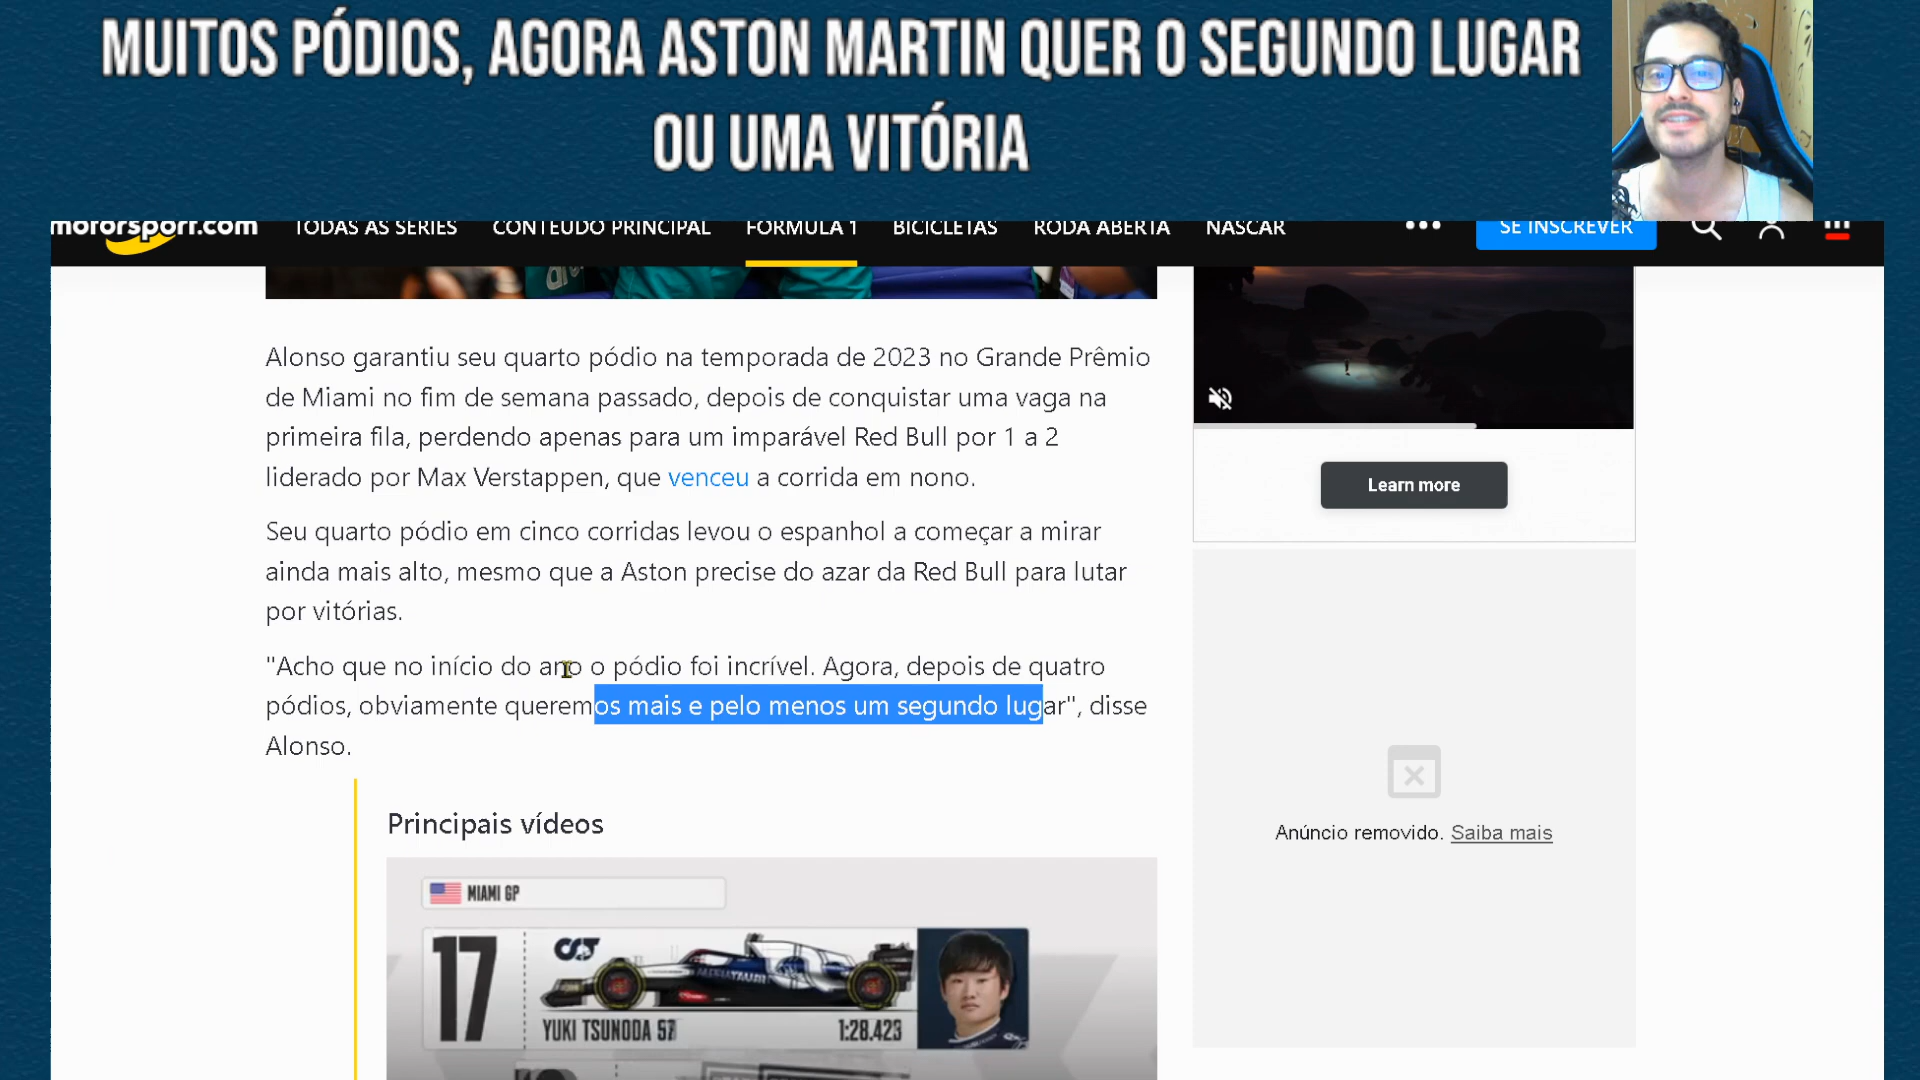 MUITOS PÓDIOS, AGORA ASTON MARTIN QUER O SEGUNDO LUGAR
OU UMA VITÓRIA
motorsport.com TODAS AS SÉRIES CONTEÚDO PRINCIPAL FÓRMULA 1 BICICLETAS RODA ABERTA NASCAR ••• SE INSCREVER
Alonso garantiu seu quarto pódio na temporada de 2023 no Grande Prêmio
de Miami no fim de semana passado, depois de conquistar uma vaga na
primeira fila, perdendo apenas para um imparável Red Bull por 1 a 2
liderado por Max Verstappen, que venceu a corrida em nono.
Learn more
Seu quarto pódio em cinco corridas levou o espanhol a começar a mirar
ainda mais alto, mesmo que a Aston precise do azar da Red Bull para lutar
por vitórias.
"Acho que no início do ano o pódio foi incrível. Agora, depois de quatro
pódios, obviamente queremos mais e pelo menos um segundo lugar", disse
Alonso.
Anúncio removido. Saiba mais
Principais vídeos
MIAMI GP
17
YUKI TSUNODA
1:28.423